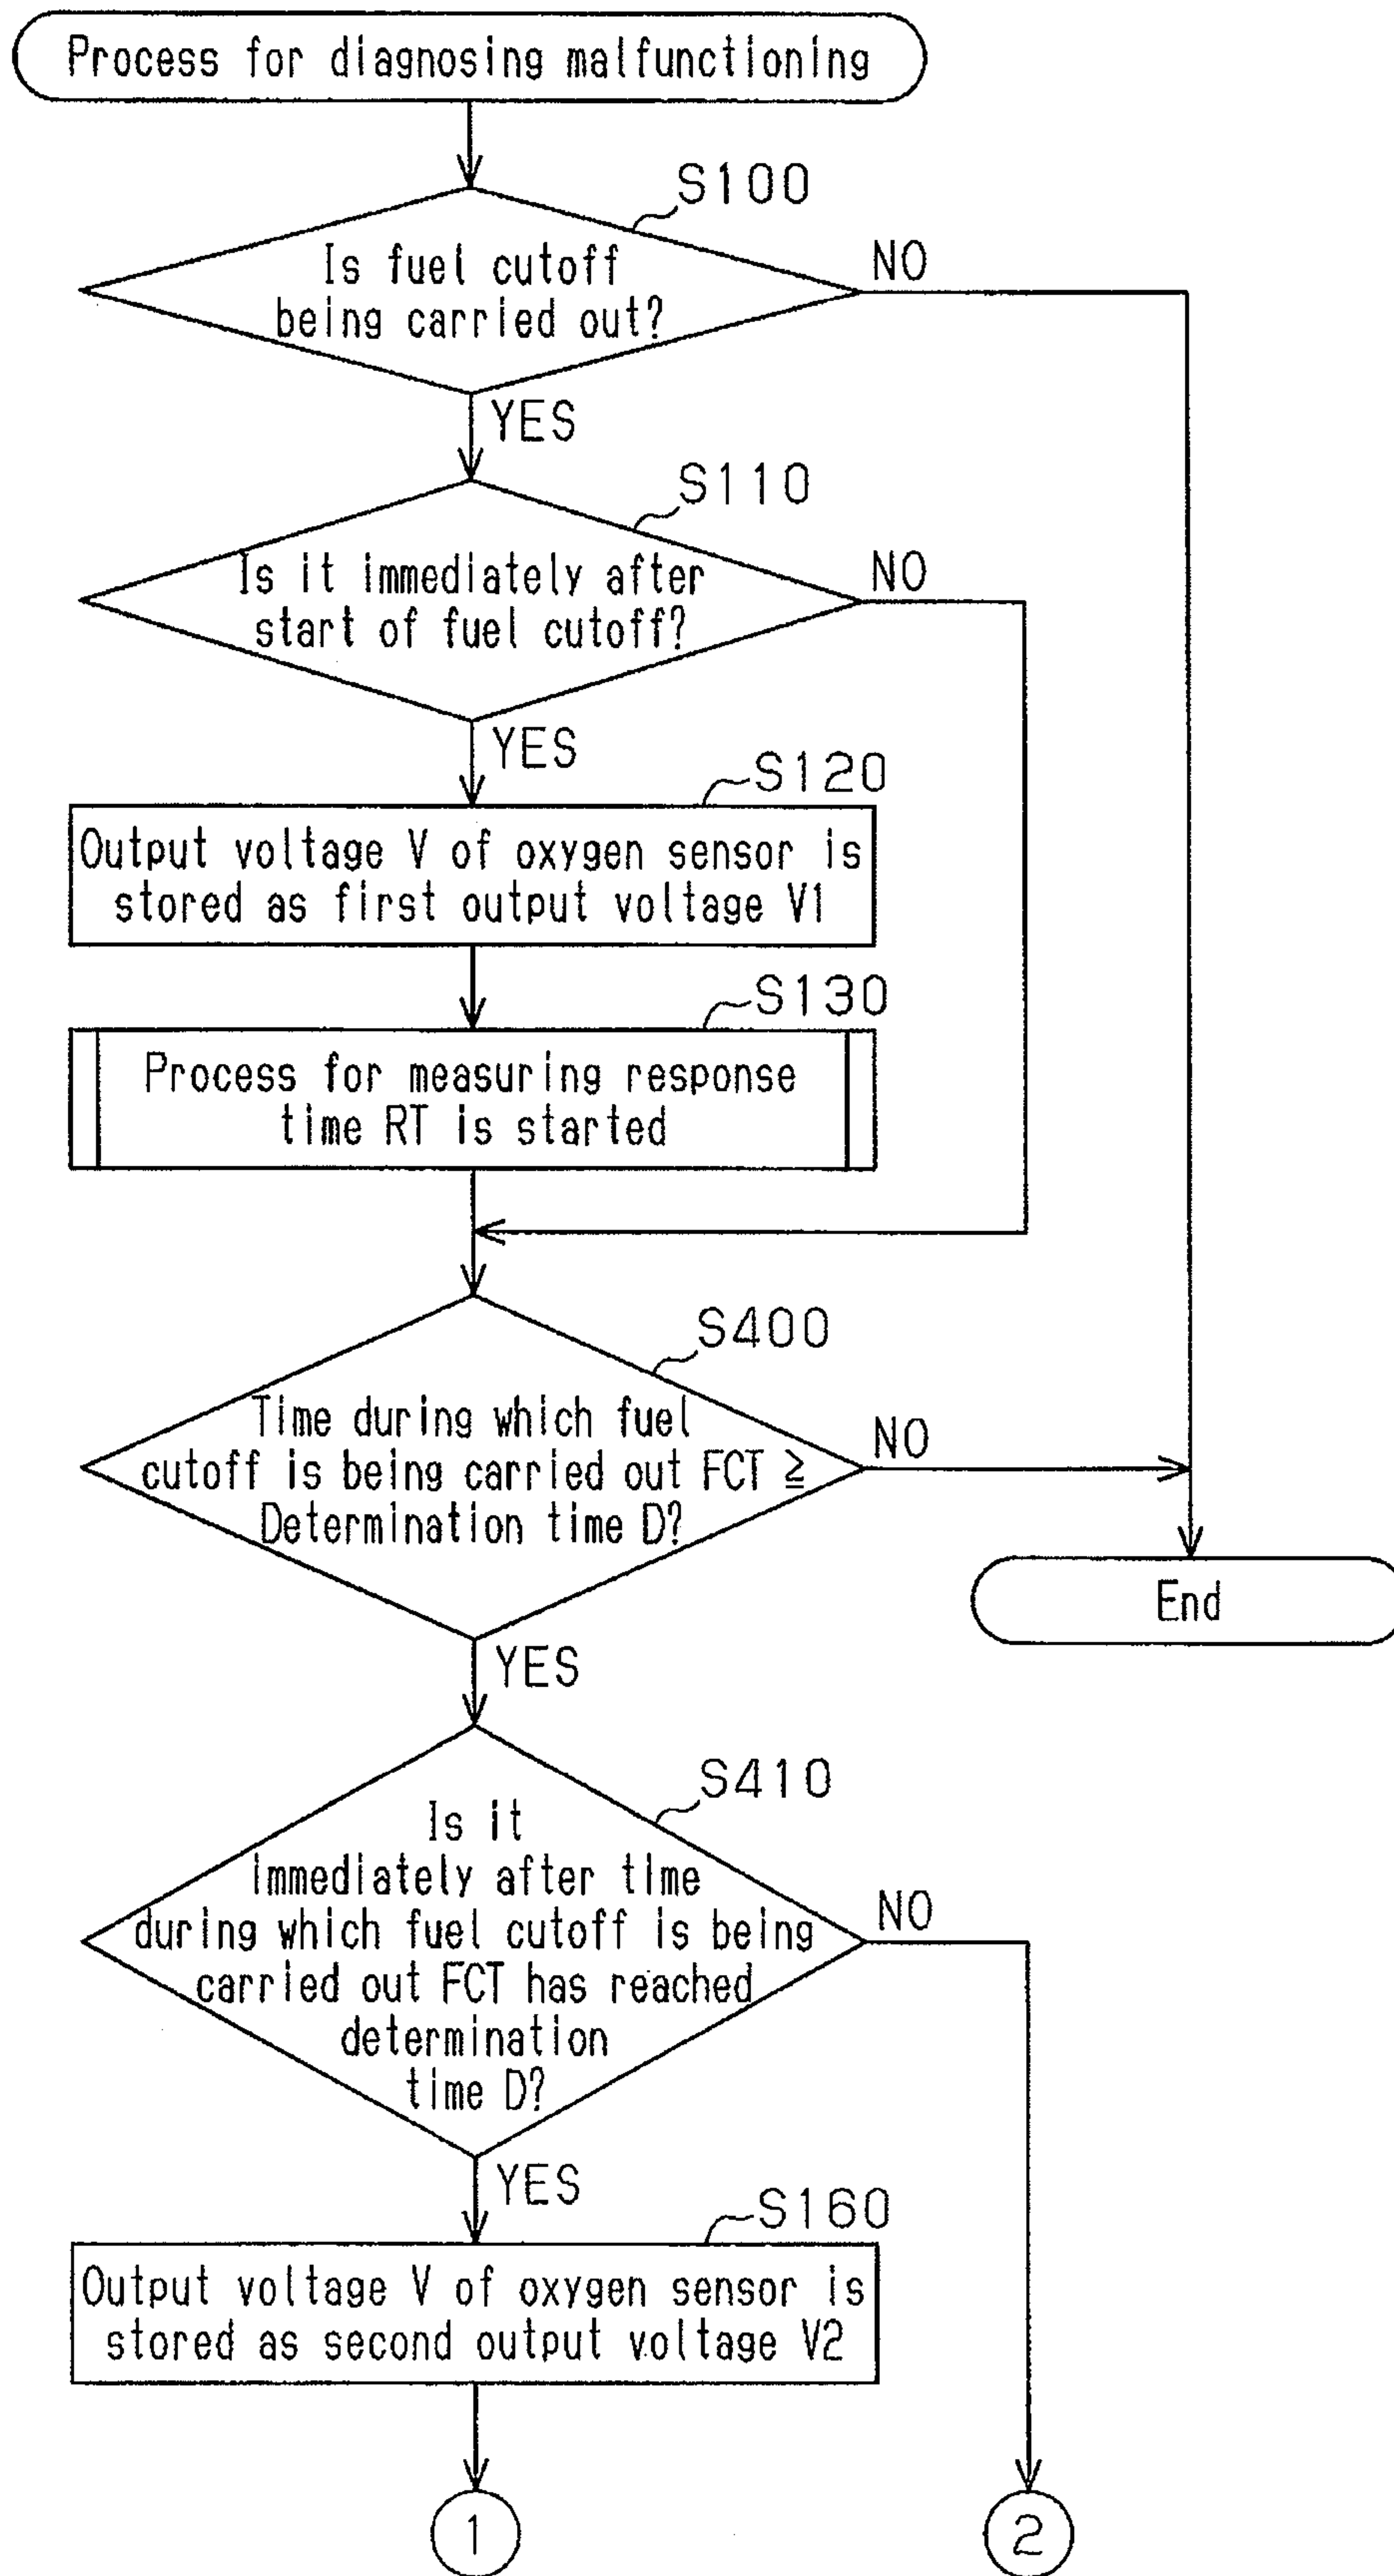 Process for diagnosing malfunctioning
S100
Is fuel cutoff
being carried out?
NO
YES
S110
Is it immediately after
start of fuel cutoff?
NO
YES
S120
Output voltage V of oxygen sensor is
stored as first output voltage V1
S130
Process for measuring response
time RT is started
S400
Time during which fuel
cutoff is being carried out FCT ≧
Determination time D?
NO
End
YES
S410
Is it
immediately after time
during which fuel cutoff is being
carried out FCT has reached
determination
time D?
NO
YES
S160
Output voltage V of oxygen sensor is
stored as second output voltage V2
1
2